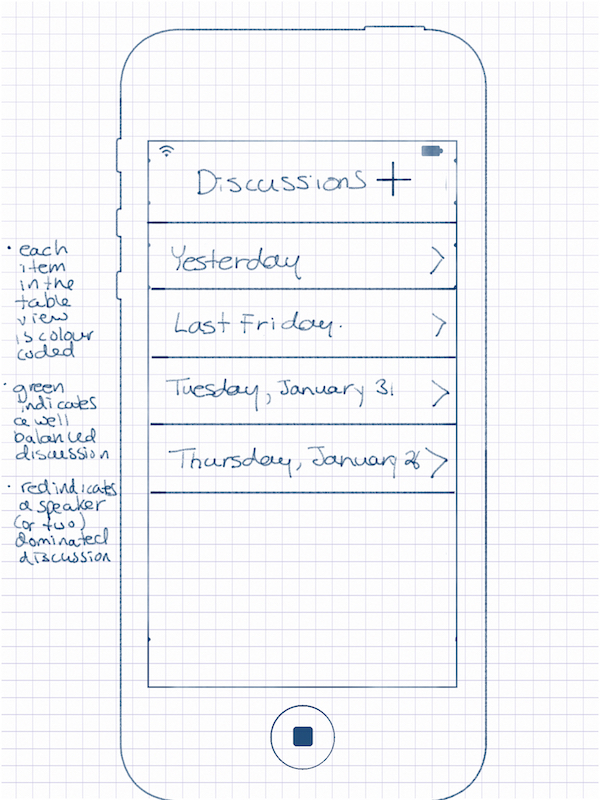 Discussions +
Yesterday >
Last Friday. >
Tuesday, January 31 >
Thursday, January 26 >
• each
item
in the
table
view
is colour
coded
• green
indicates
a well
balanced
discussion
• red indicates
a speaker
(or two)
dominated
discussion